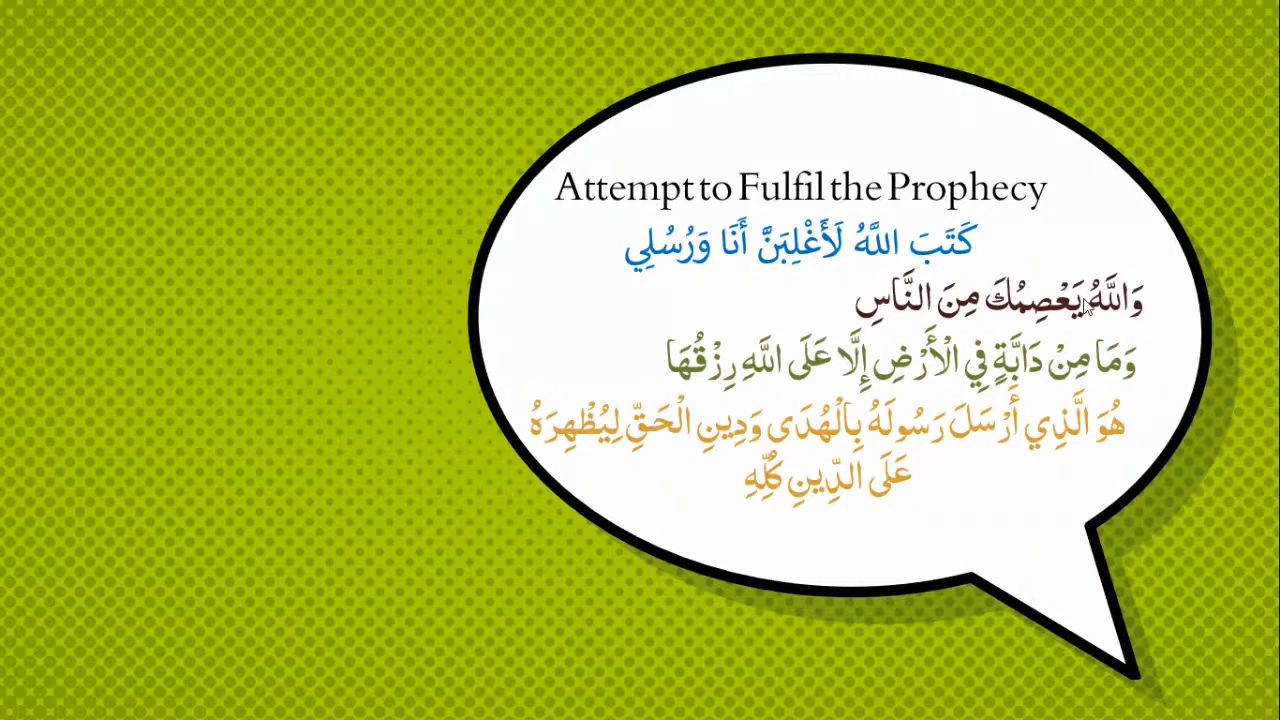 Attempt to Fulfil the Prophecy
كَتَبَ اللَّهُ لَأَغْلِبَنَّ أَنَا وَرُسُلِي
وَاللَّهُ يَعْصِمُكَ مِنَ النَّاسِ
وَمَا مِنْ دَابَّةٍ فِي الْأَرْضِ إِلَّا عَلَى اللَّهِ رِزْقُهَا
هُوَ الَّذِي أَرْسَلَ رَسُولَهُ بِالْهُدَى وَدِينِ الْحَقِّ لِيُظْهِرَهُ
عَلَى الدِّينِ كُلِّهِ